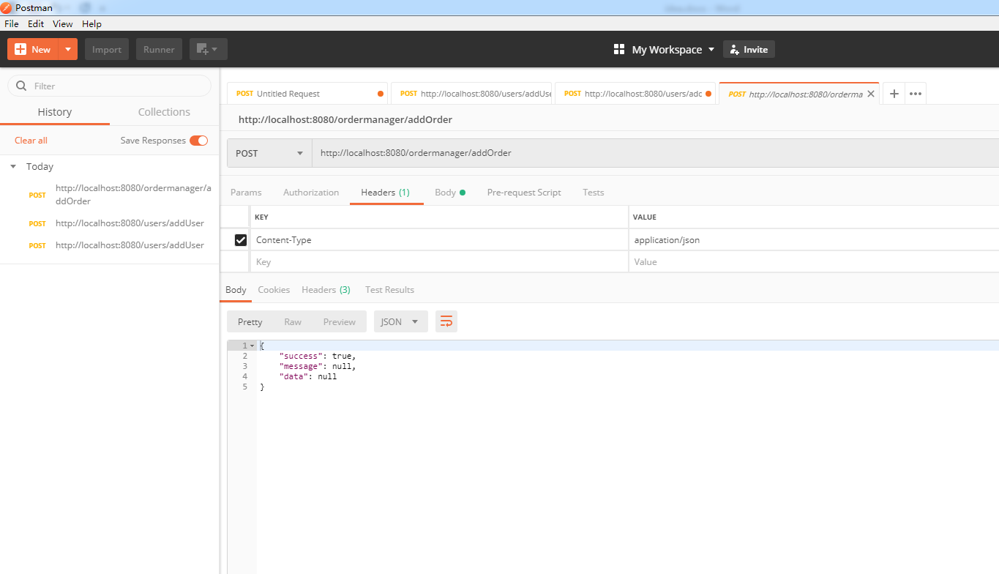 Postman
File Edit View Help
New Import Runner My Workspace Invite
Filter
History Collections
Clear all Save Responses
Today
POST http://localhost:8080/ordermanager/a
ddOrder
POST http://localhost:8080/users/addUser
POST http://localhost:8080/users/addUser
POST Untitled Request POST http://localhost:8080/users/addUse POST http://localhost:8080/users/adc POST http://localhost:8080/orderma
http://localhost:8080/ordermanager/addOrder
POST http://localhost:8080/ordermanager/addOrder
Params Authorization Headers (1) Body Pre-request Script Tests
KEY VALUE
Content-Type application/json
Key Value
Body Cookies Headers (3) Test Results
Pretty Raw Preview JSON
1 {
2 "success": true,
3 "message": null,
4 "data": null
5 }